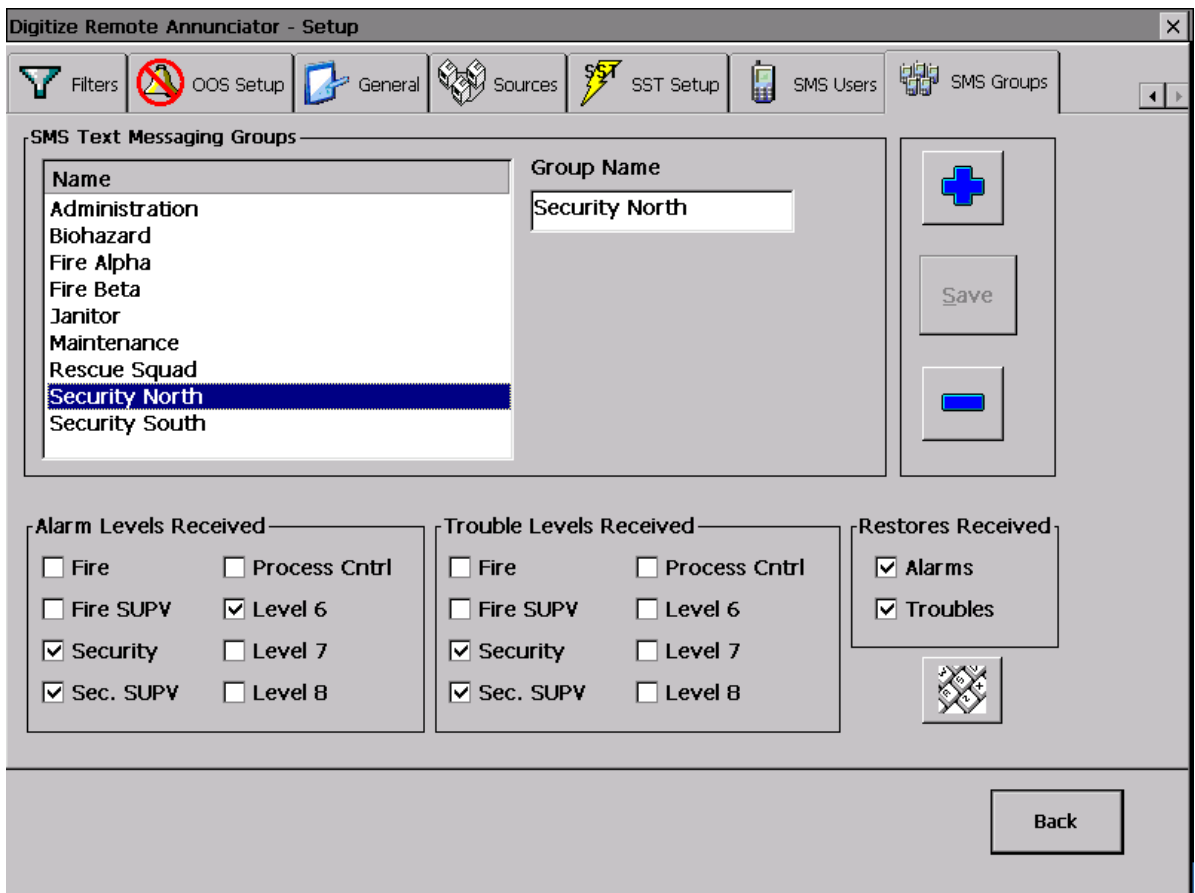 Digitize Remote Annunciator - Setup
Filters OOS Setup General Sources SST SST Setup SMS Users SMS Groups
SMS Text Messaging Groups
Name
Administration
Biohazard
Fire Alpha
Fire Beta
Janitor
Maintenance
Rescue Squad
Security North
Security South
Group Name
Security North
Save
Alarm Levels Received
Fire Process Cntrl
Fire SUPV Level 6
Security Level 7
Sec. SUPV Level 8
Trouble Levels Received
Fire Process Cntrl
Fire SUPV Level 6
Security Level 7
Sec. SUPV Level 8
Restores Received
Alarms
Troubles
Back